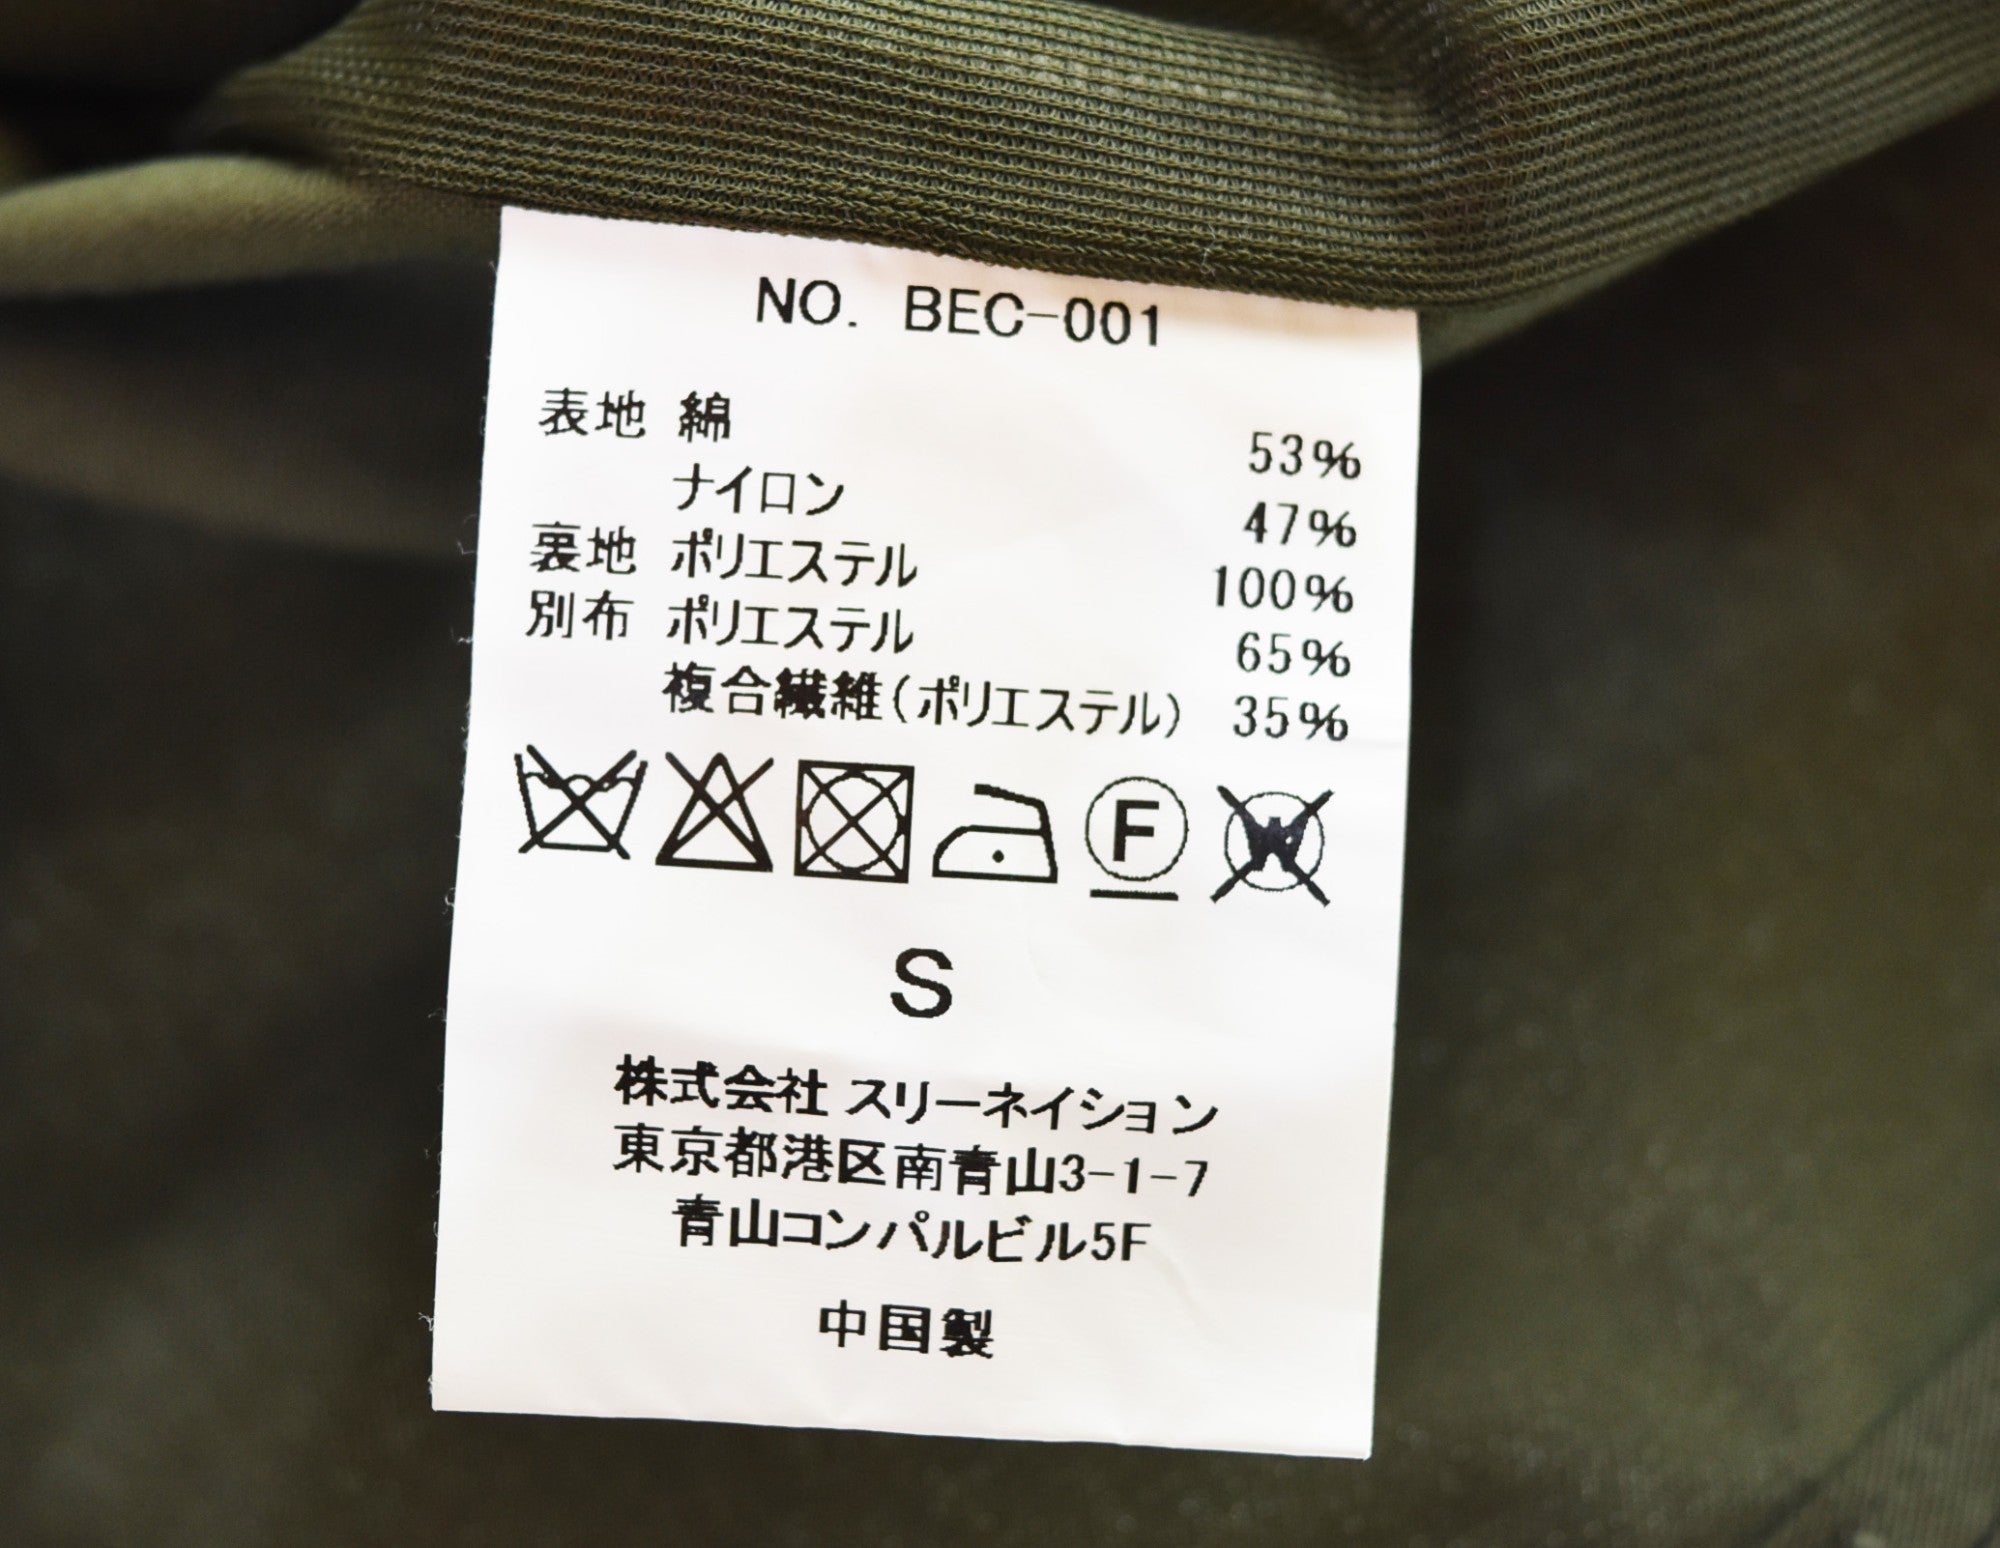 NO. BEC-001
表地 綿 53%
ナイロン 47%
裏地 ポリエステル 100%
別布 ポリエステル 65%
複合繊維(ポリエステル) 35%
F W
S
株式会社 スリーネイション
東京都港区南青山3-1-7
青山コンパルビル5F
中国製